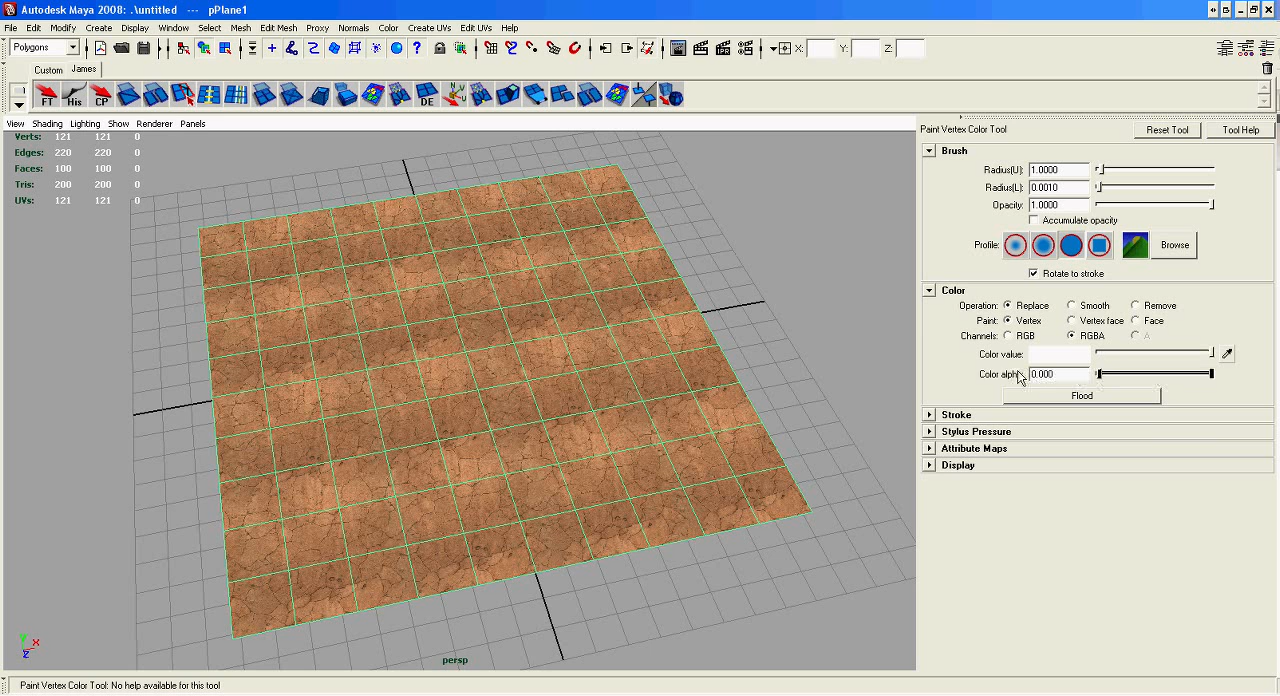 Autodesk Maya 2008: .\untitled --- pPlane1
File Edit Modify Create Display Window Select Mesh Edit Mesh Proxy Normals Color Create UVs Edit UVs Help
Polygons X: Y: Z:
Custom James
FT His CP DE
View Shading Lighting Show Renderer Panels
Verts: 121 121 0
Edges: 220 220 0
Faces: 100 100 0
Tris: 200 200 0
UVs: 121 121 0
persp
Y X Z
Paint Vertex Color Tool Reset Tool Tool Help
Brush
Radius(U): 1.0000
Radius(L): 0.0010
Opacity: 1.0000
Accumulate opacity
Profile: Browse
Rotate to stroke
Color
Operation: Replace Smooth Remove
Paint: Vertex Vertex face Face
Channels: RGB RGBA A
Color value:
Color alph 0.000
Flood
Stroke
Stylus Pressure
Attribute Maps
Display
Paint Vertex Color Tool: No help available for this tool